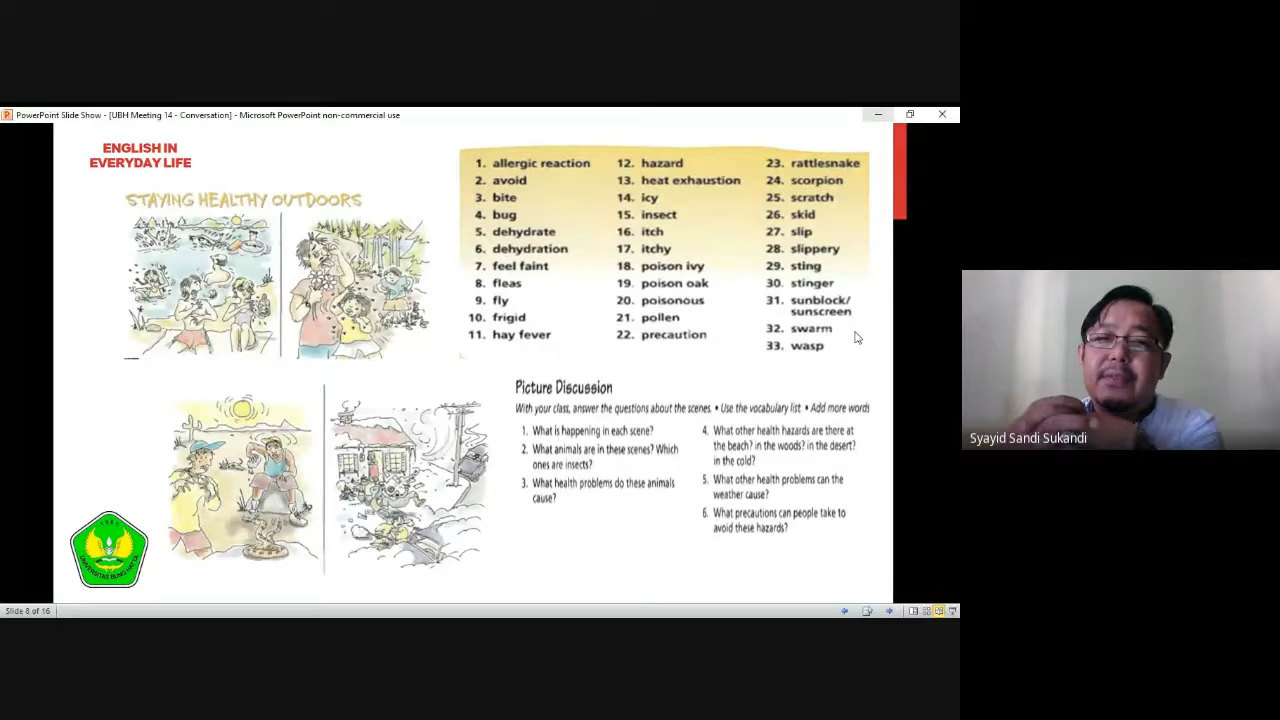 PowerPoint Slide Show - [UBH Meeting 14 - Conversation] - Microsoft PowerPoint non-commercial use
ENGLISH IN
EVERYDAY LIFE
STAYING HEALTHY OUTDOORS
1. allergic reaction
2. avoid
3. bite
4. bug
5. dehydrate
6. dehydration
7. feel faint
8. fleas
9. fly
10. frigid
11. hay fever
12. hazard
13. heat exhaustion
14. icy
15. insect
16. itch
17. itchy
18. poison ivy
19. poison oak
20. poisonous
21. pollen
22. precaution
23. rattlesnake
24. scorpion
25. scratch
26. skid
27. slip
28. slippery
29. sting
30. stinger
31. sunblock/
sunscreen
32. swarm
33. wasp
Picture Discussion
With your class, answer the questions about the scenes. • Use the vocabulary list • Add more words
1. What is happening in each scene?
2. What animals are in these scenes? Which
ones are insects?
3. What health problems do these animals
cause?
4. What other health hazards are there at
the beach? in the woods? in the desert?
in the cold?
5. What other health problems can the
weather cause?
6. What precautions can people take to
avoid these hazards?
UNIVERSITAS BUNG HATTA
Slide 8 of 16
Syayid Sandi Sukandi